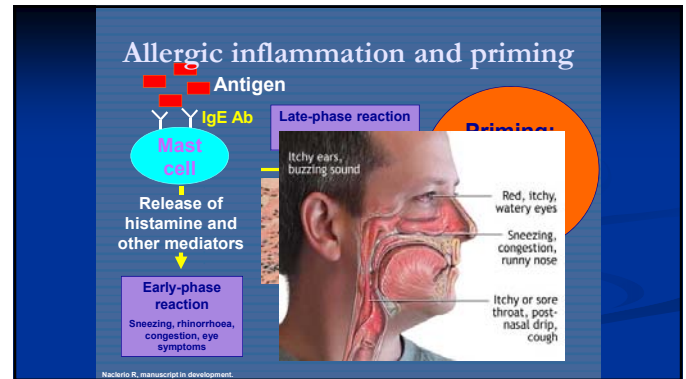 Allergic inflammation and priming
Antigen
IgE Ab
Mast
cell
Release of
histamine and
other mediators
Early-phase
reaction
Sneezing, rhinorrhoea,
congestion, eye
symptoms
Late-phase reaction
Priming:
Itchy ears,
buzzing sound
Red, itchy,
watery eyes
Sneezing,
congestion,
runny nose
Itchy or sore
throat, post-
nasal drip,
cough
Naclerio R, manuscript in development.